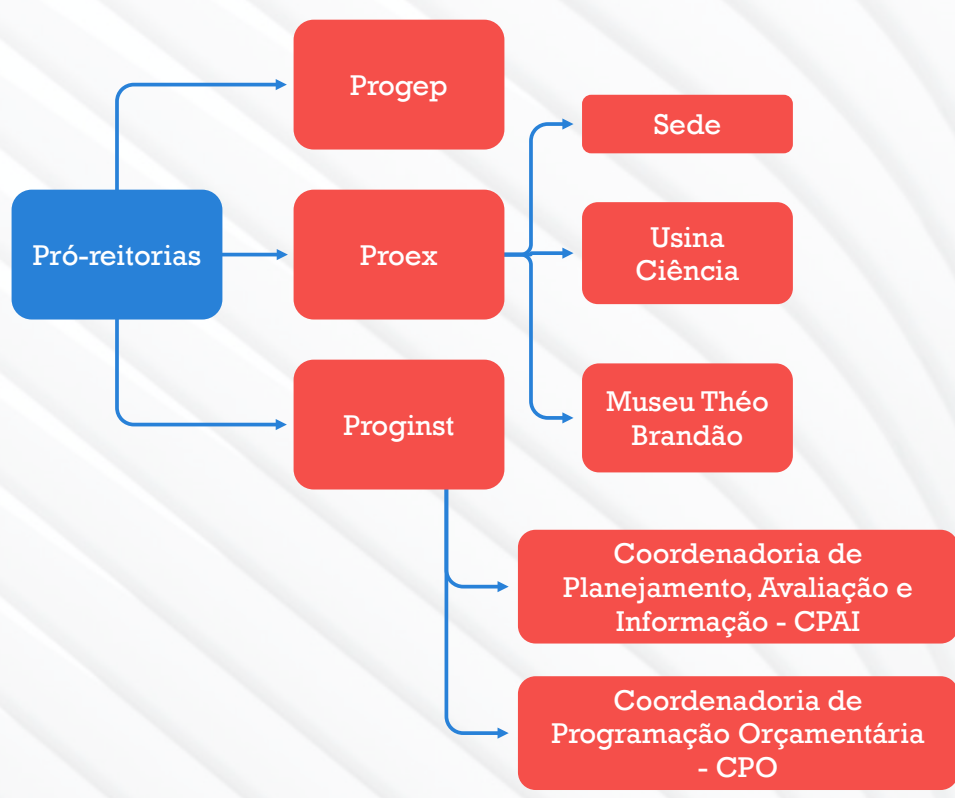 Progep
Sede
Pró-reitorias
Proex
Usina
Ciência
Proginst
Museu Théo
Brandão
Coordenadoria de
Planejamento, Avaliação e
Informação - CPAI
Coordenadoria de
Programação Orçamentária
- CPO